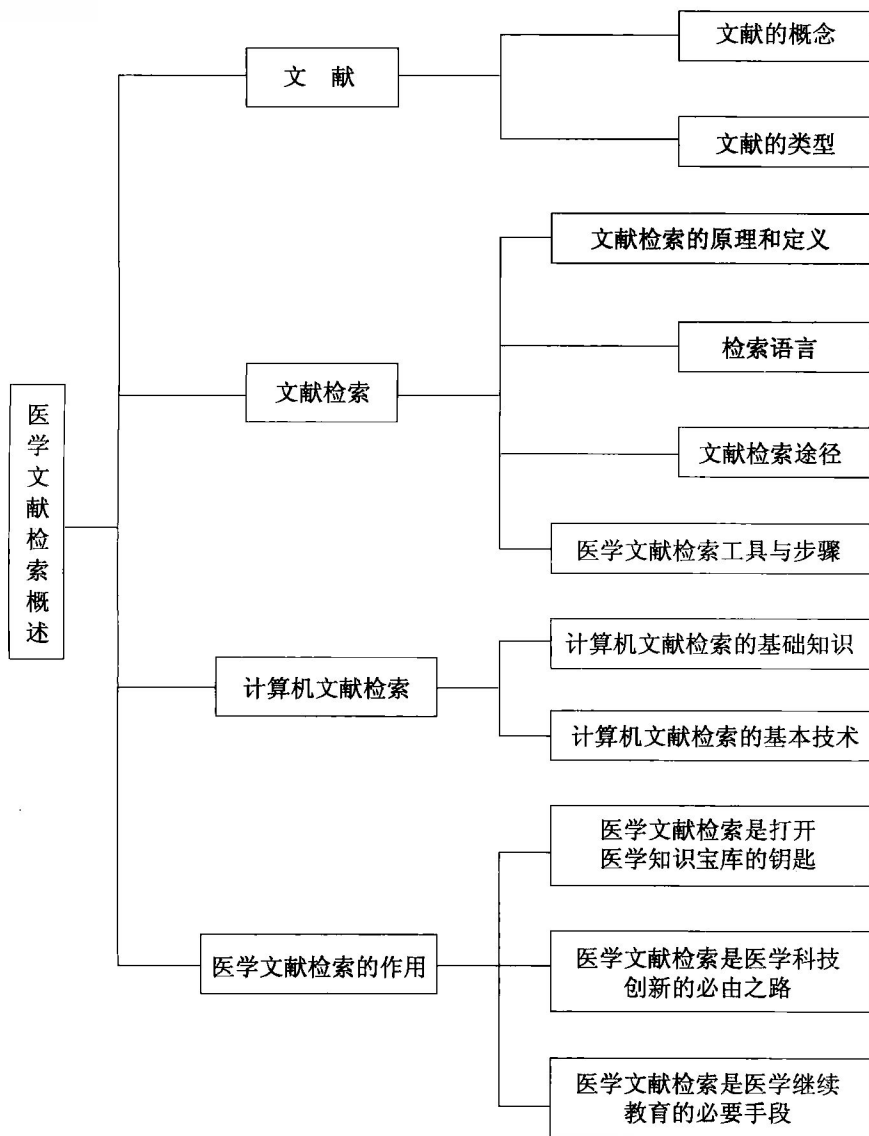 医学文献检索概述
文　献
文献的概念
文献的类型
文献检索
文献检索的原理和定义
检索语言
文献检索途径
医学文献检索工具与步骤
计算机文献检索
计算机文献检索的基础知识
计算机文献检索的基本技术
医学文献检索的作用
医学文献检索是打开
医学知识宝库的钥匙
医学文献检索是医学科技
创新的必由之路
医学文献检索是医学继续
教育的必要手段